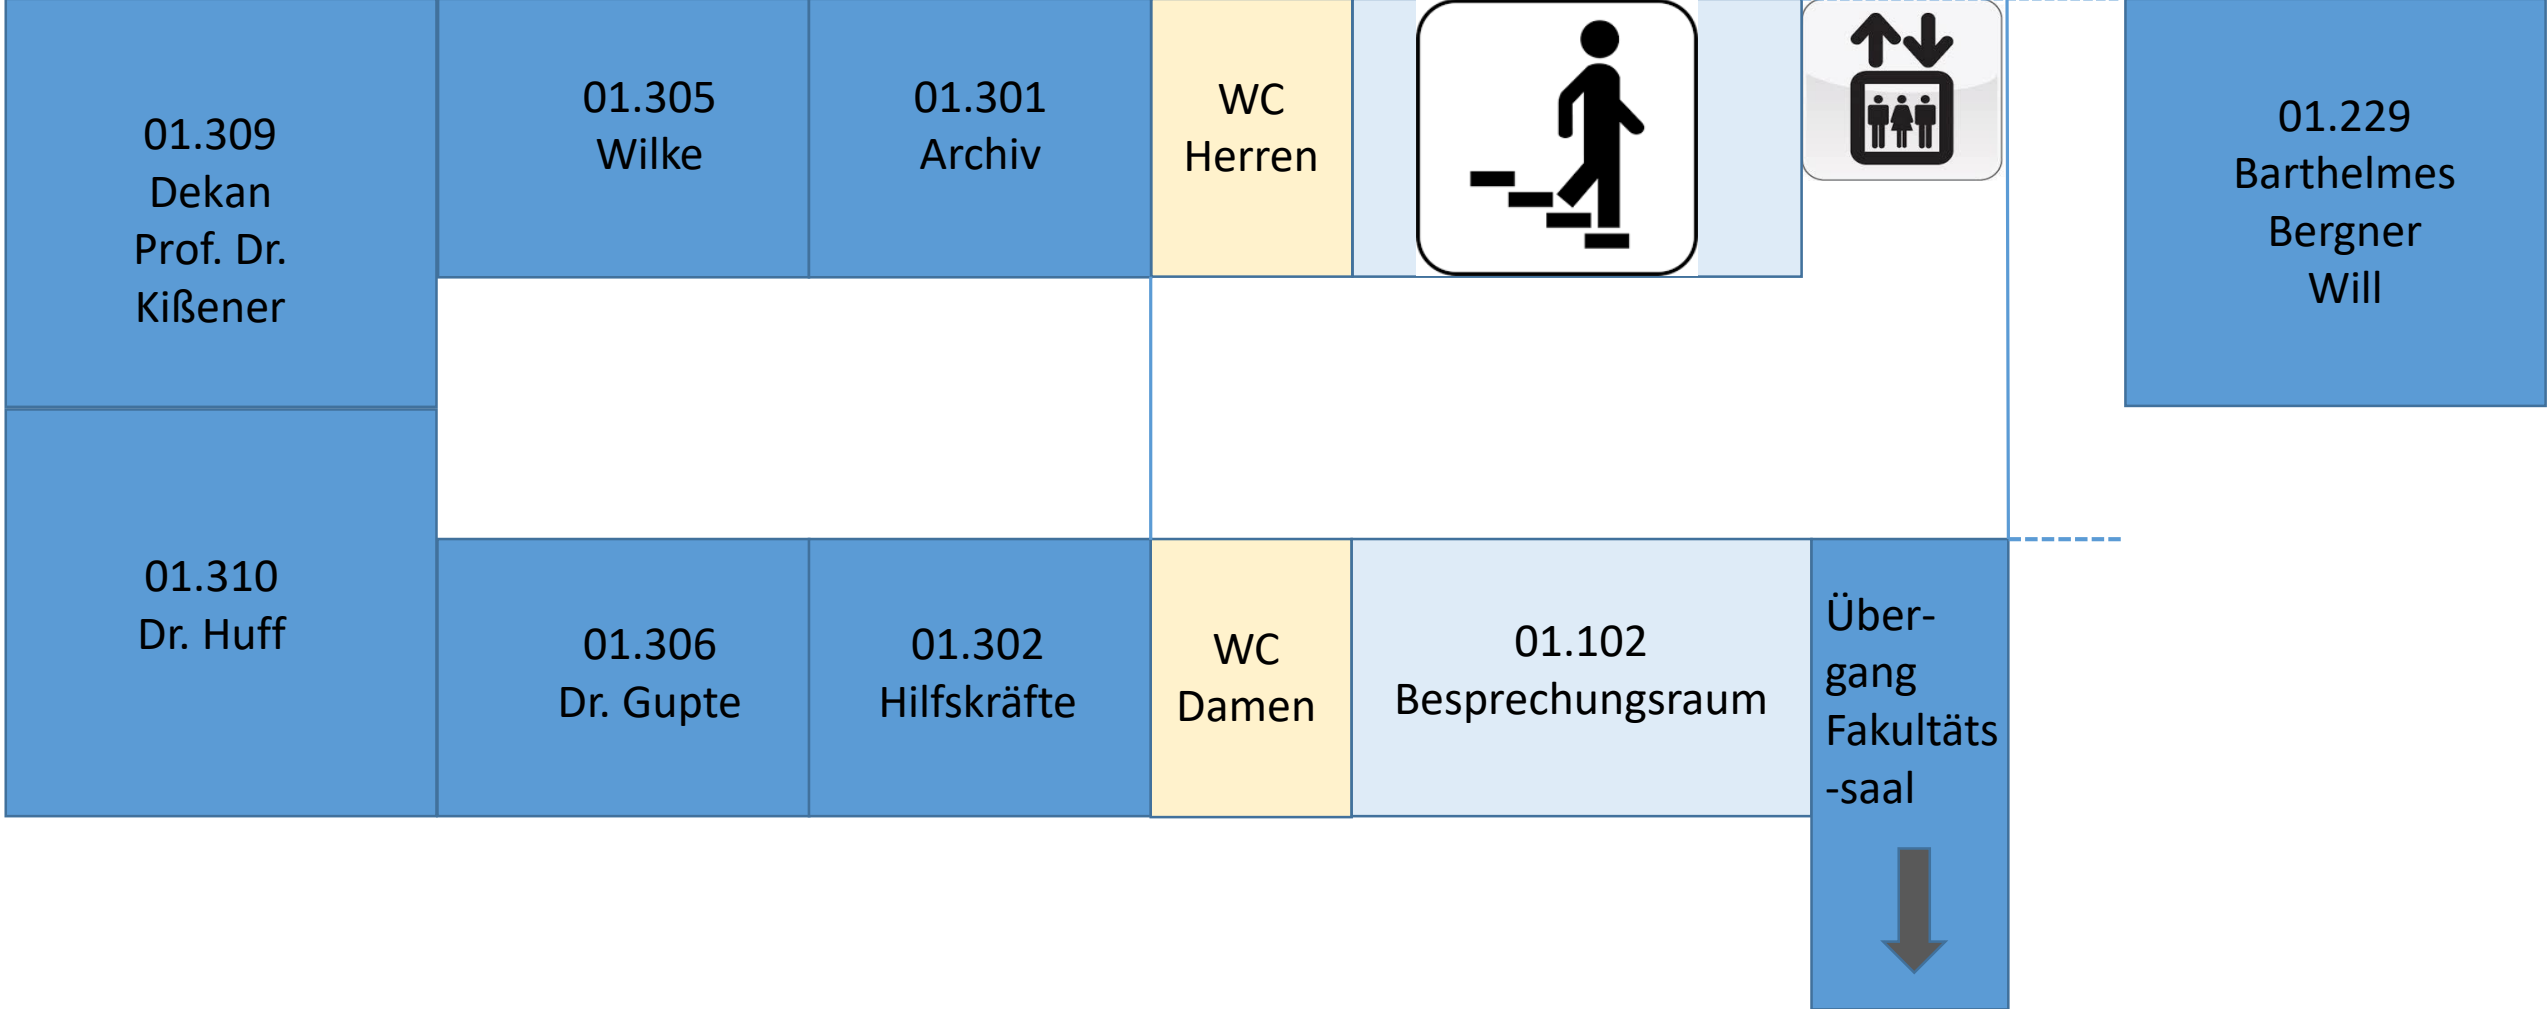 01.309
Dekan
Prof. Dr.
Kißener
01.305
Wilke
01.301
Archiv
WC
Herren
01.229
Barthelmes
Bergner
Will
01.310
Dr. Huff
01.306
Dr. Gupte
01.302
Hilfskräfte
WC
Damen
01.102
Besprechungsraum
Über-
gang
Fakultäts
-saal